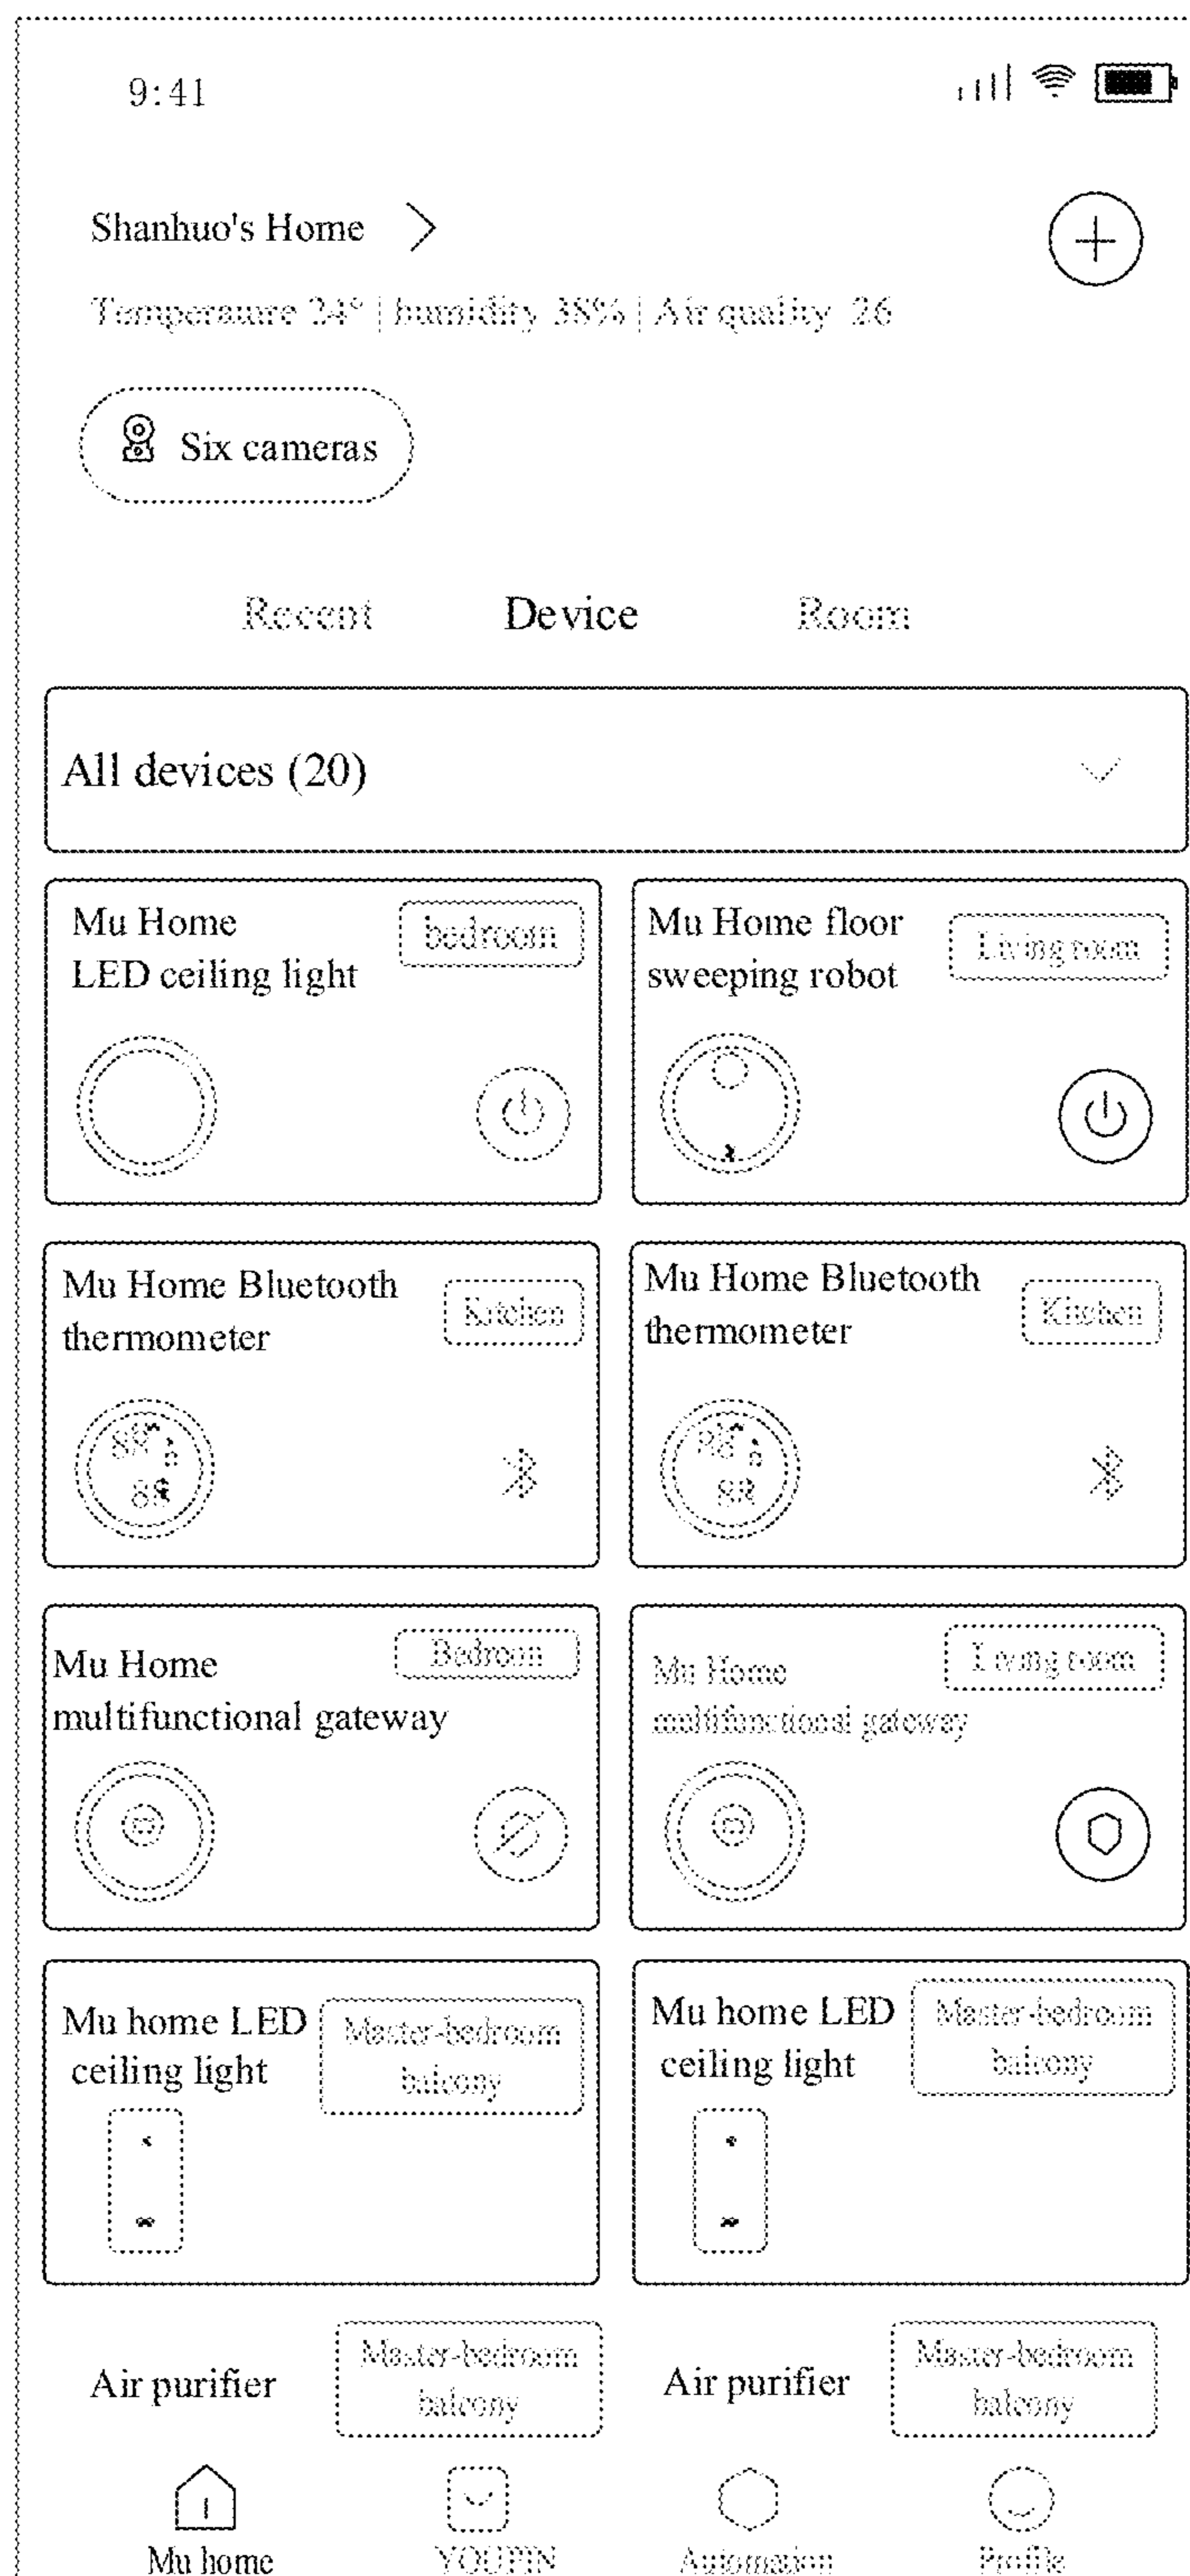 9:41
Shanhuo's Home
Temperature 24° | humidity 38% | Air quality 26
Six cameras
Recent Device Room
All devices (20)
Mu Home
LED ceiling light
bedroom
Mu Home floor
sweeping robot
Living room
Mu Home Bluetooth
thermometer
Kitchen
Mu Home Bluetooth
thermometer
Kitchen
Mu Home
multifunctional gateway
Bedroom
Mu Home
multifunctional gateway
Living room
Mu home LED
ceiling light
Master-bedroom
balcony
Mu home LED
ceiling light
Master-bedroom
balcony
Air purifier
Master-bedroom
balcony
Air purifier
Master-bedroom
balcony
Mu home YOUPIN Automation Profile